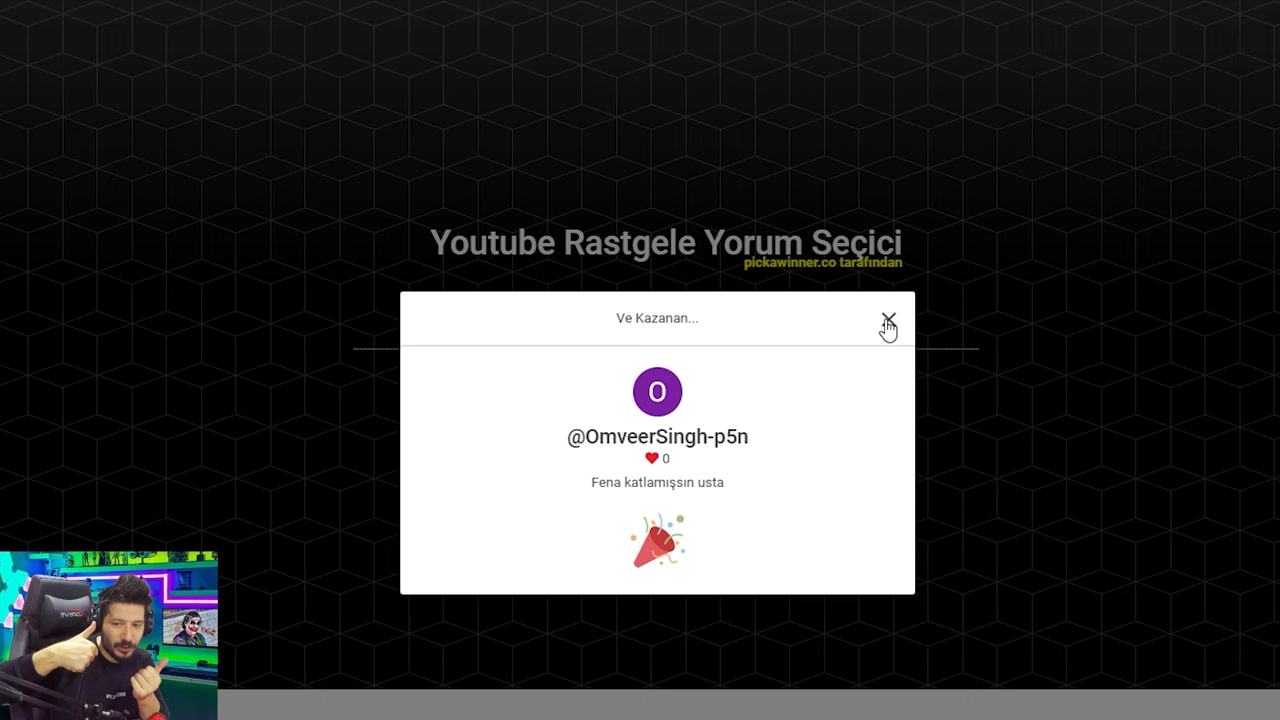 Youtube Rastgele Yorum Seçici
pickawinner.co tarafından
Ve Kazanan...
O
@OmveerSingh-p5n
0
Fena katlamışsın usta